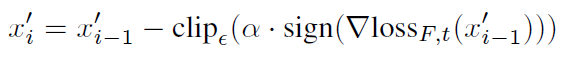 x'_i = x'_{i-1} − clip_ϵ(α · sign(∇loss_{F,t}(x'_{i-1})))